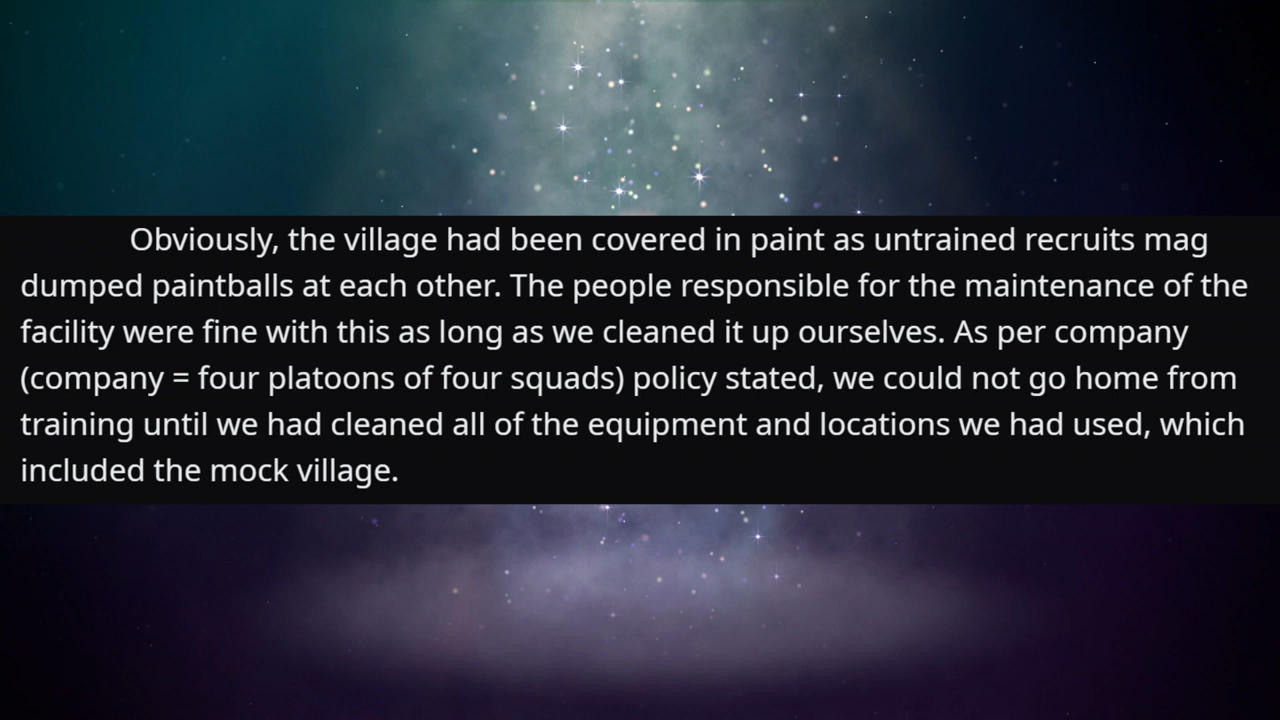 Obviously, the village had been covered in paint as untrained recruits mag
dumped paintballs at each other. The people responsible for the maintenance of the
facility were fine with this as long as we cleaned it up ourselves. As per company
(company = four platoons of four squads) policy stated, we could not go home from
training until we had cleaned all of the equipment and locations we had used, which
included the mock village.